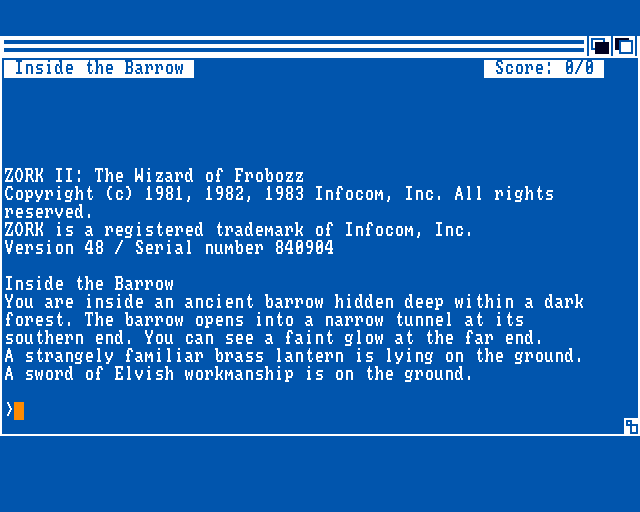 Inside the Barrow Score: 0/0
ZORK II: The Wizard of Frobozz
Copyright (c) 1981, 1982, 1983 Infocom, Inc. All rights
reserved.
ZORK is a registered trademark of Infocom, Inc.
Version 48 / Serial number 840904
Inside the Barrow
You are inside an ancient barrow hidden deep within a dark
forest. The barrow opens into a narrow tunnel at its
southern end. You can see a faint glow at the far end.
A strangely familiar brass lantern is lying on the ground.
A sword of Elvish workmanship is on the ground.
>